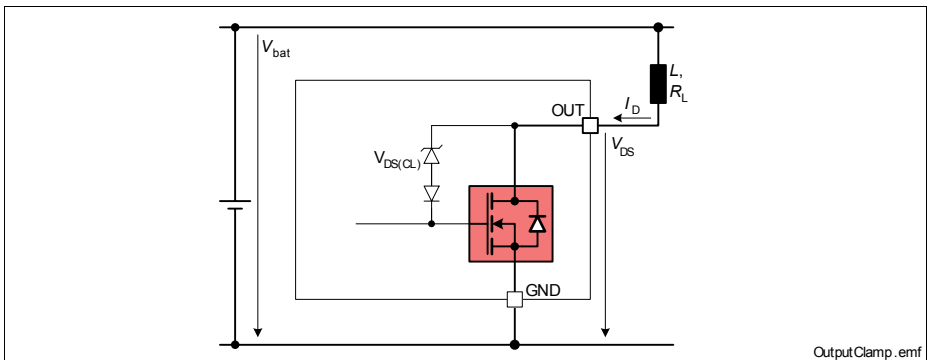 Vbat
L,
RL
OUT
ID
VDS
VDS(CL)
GND
OutputClamp.emf